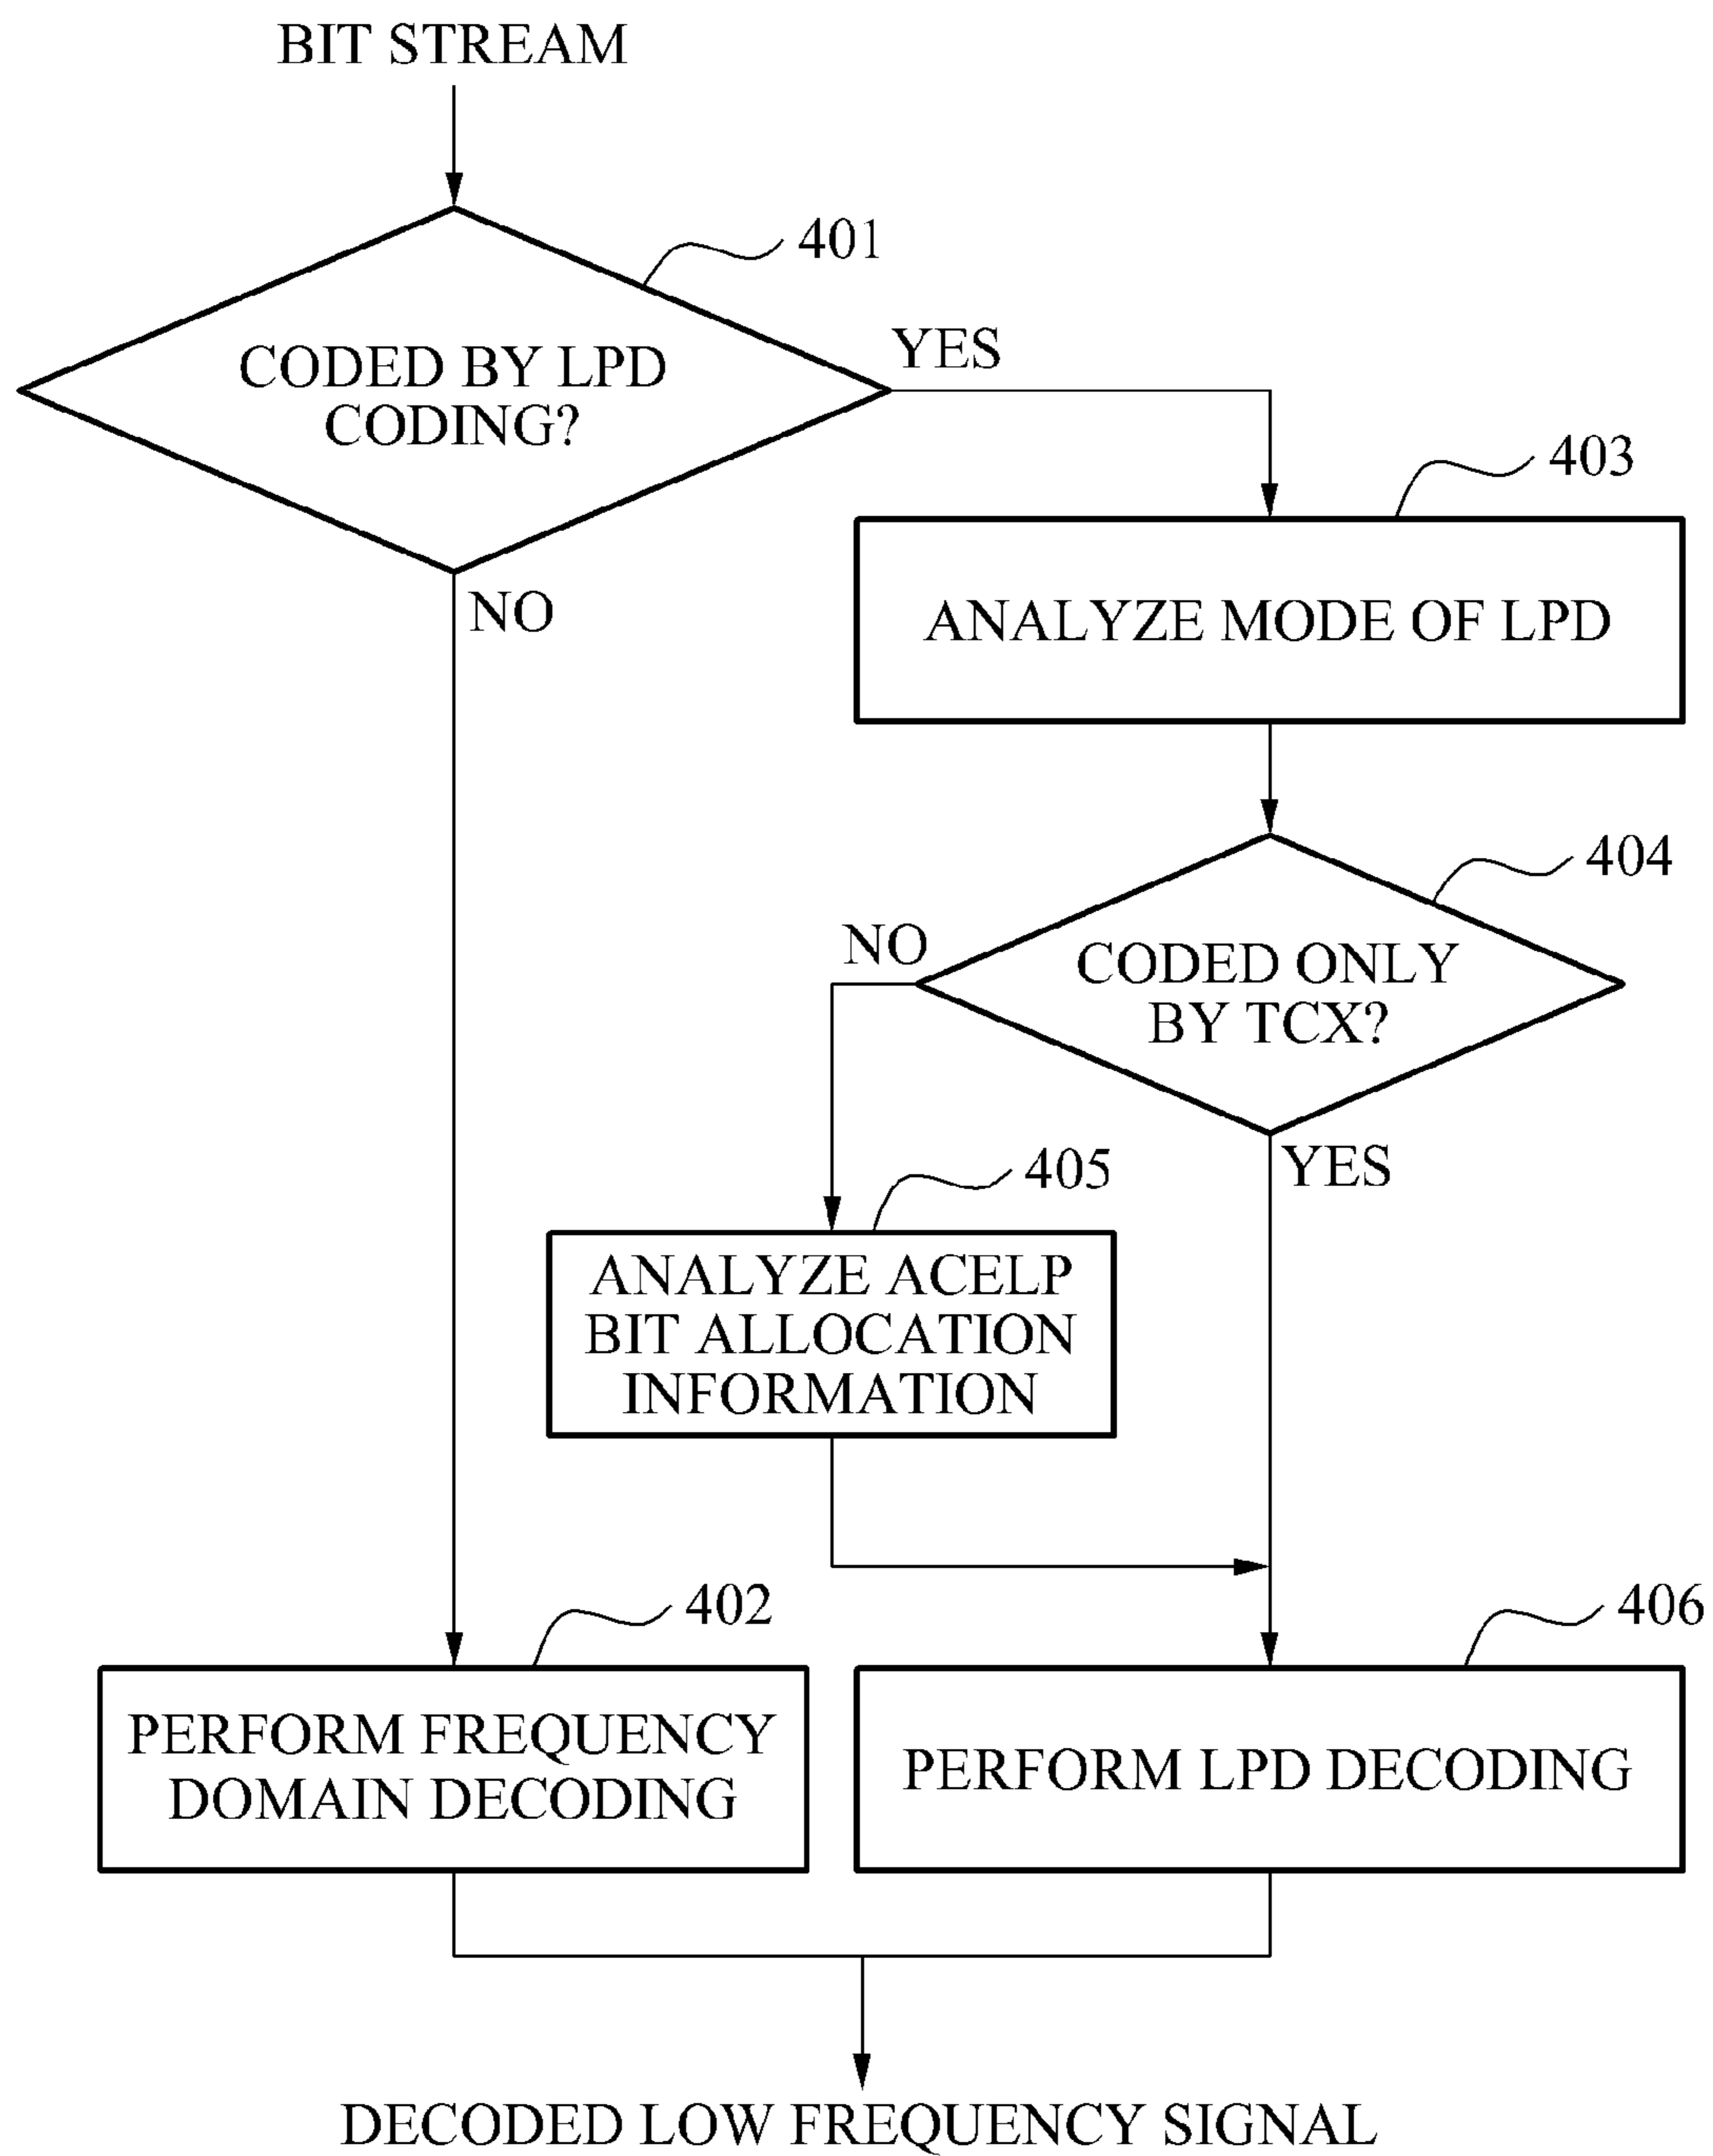 BIT STREAM
401
CODED BY LPD
CODING?
YES
NO
403
ANALYZE MODE OF LPD
404
NO
CODED ONLY
BY TCX?
YES
405
ANALYZE ACELP
BIT ALLOCATION
INFORMATION
402
PERFORM FREQUENCY
DOMAIN DECODING
406
PERFORM LPD DECODING
DECODED LOW FREQUENCY SIGNAL